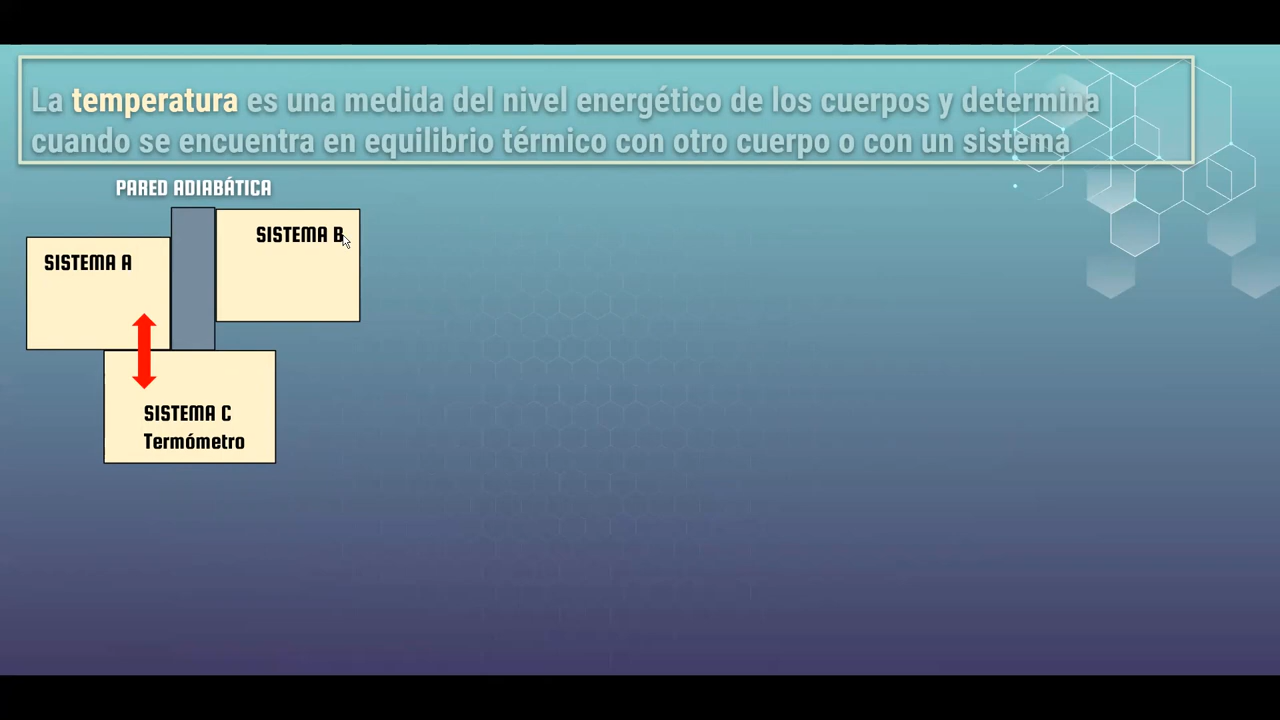 La temperatura es una medida del nivel energético de los cuerpos y determina
cuando se encuentra en equilibrio térmico con otro cuerpo o con un sistema
PARED ADIABÁTICA
SISTEMA B
SISTEMA A
SISTEMA C
Termómetro